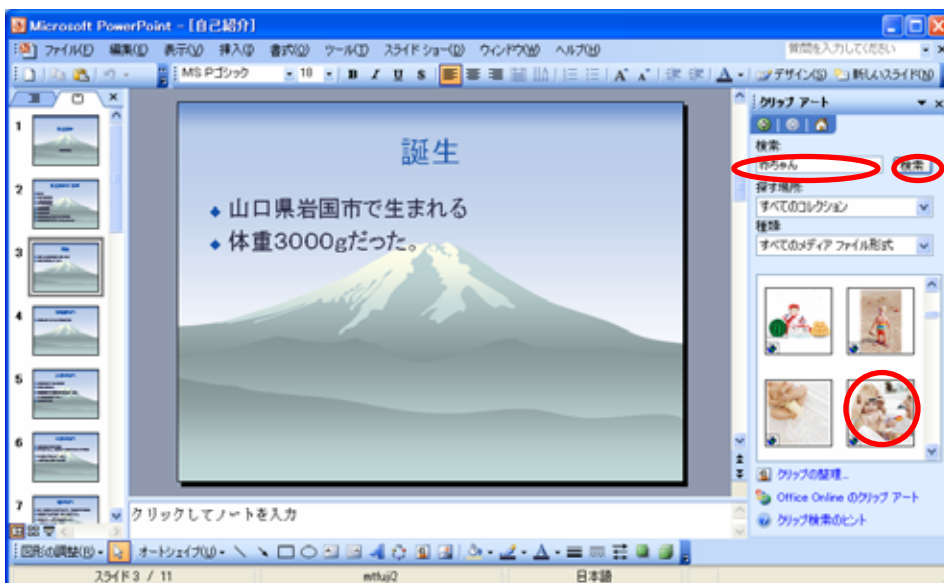 Microsoft PowerPoint - [自己紹介]
ファイル(F) 編集(E) 表示(V) 挿入(I) 書式(O) ツール(T) スライド ショー(D) ウィンドウ(W) ヘルプ(H) 質問を入力してください
MS Pゴシック 18 B I U S A A A デザイン(S) 新しいスライド(N)
クリップ アート
検索:
赤ちゃん 検索
探す場所:
すべてのコレクション
種類:
すべてのメディア ファイル形式
1
2
3
4
5
6
7
誕生
山口県岩国市で生まれる
体重3000gだった。
クリップの整理...
Office Online のクリップ アート
クリップ検索のヒント
クリックしてノートを入力
図形の調整(R) オートシェイプ(U)
スライド 3 / 11 mtfuji2 日本語